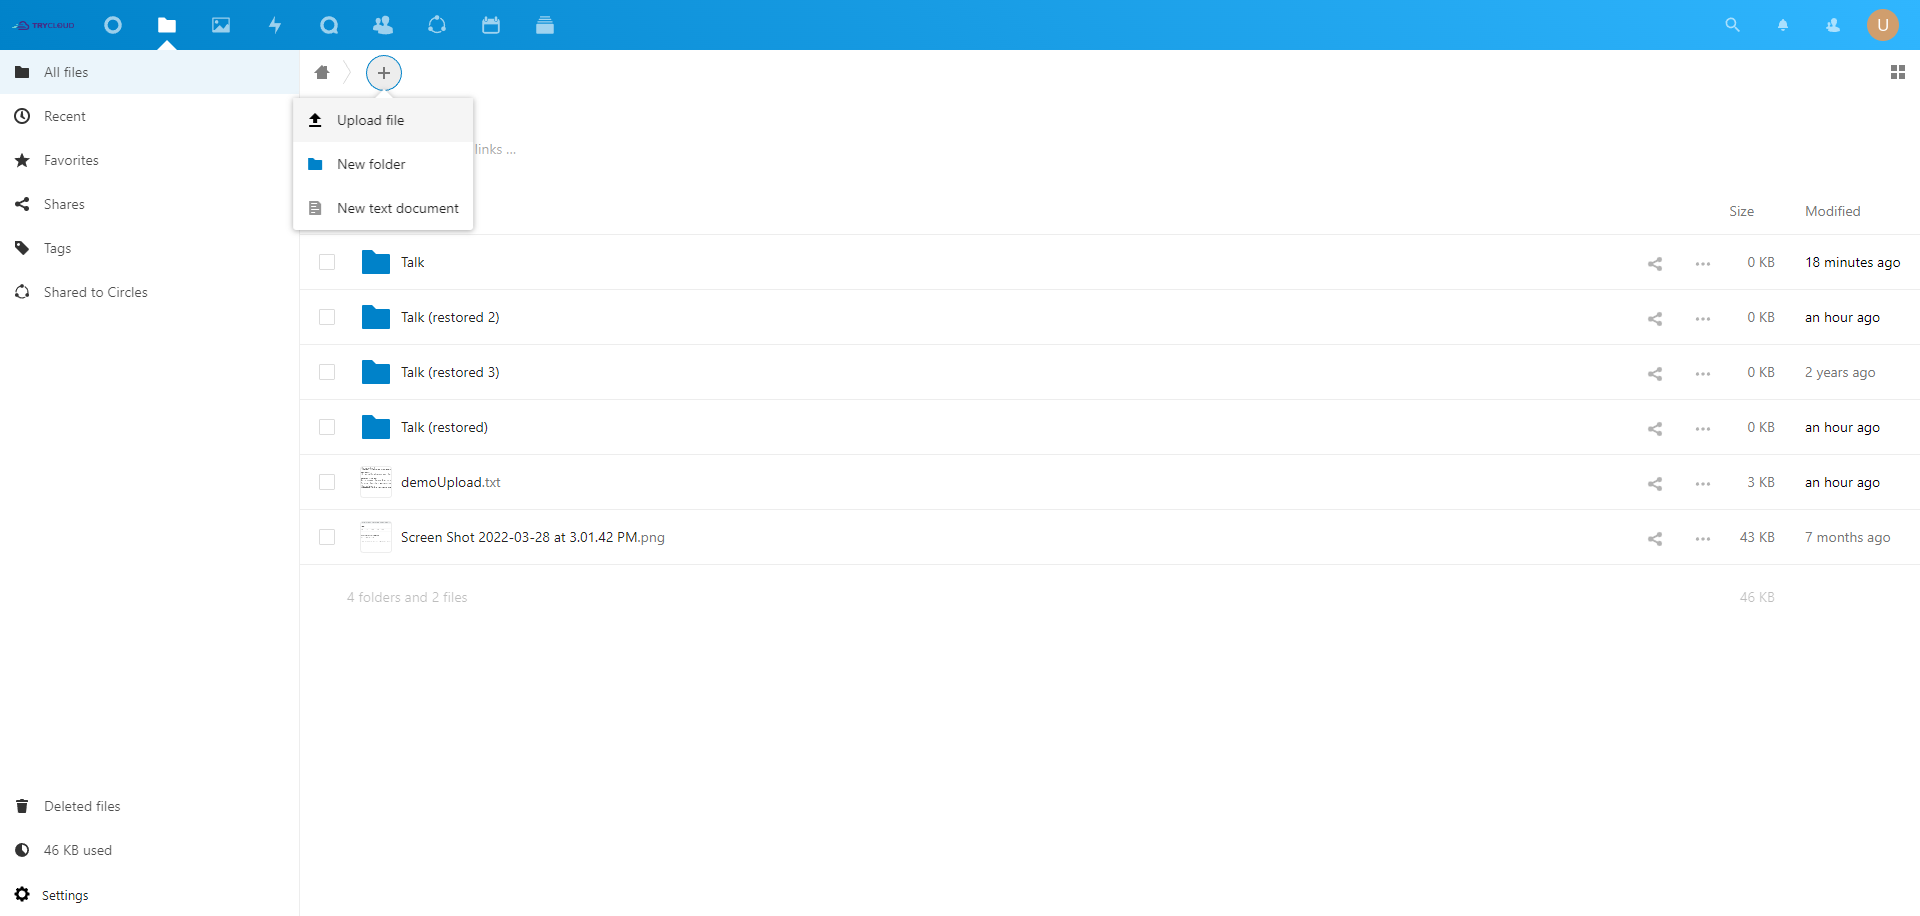 TRYCLOUD
U
All files
Recent
Favorites
Shares
Tags
Shared to Circles
Upload file
New folder
New text document
links ...
Size Modified
Talk 0 KB 18 minutes ago
Talk (restored 2) 0 KB an hour ago
Talk (restored 3) 0 KB 2 years ago
Talk (restored) 0 KB an hour ago
demoUpload.txt 3 KB an hour ago
Screen Shot 2022-03-28 at 3.01.42 PM.png 43 KB 7 months ago
4 folders and 2 files 46 KB
Deleted files
46 KB used
Settings